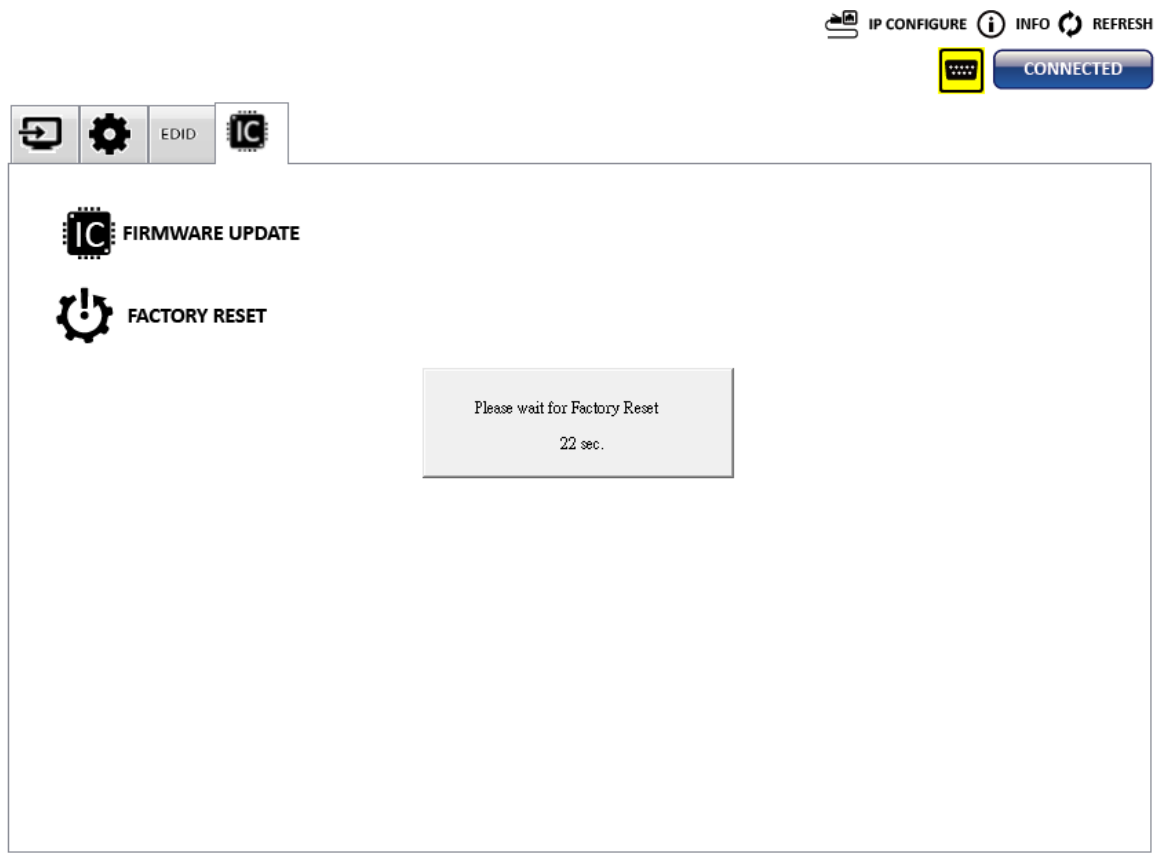 IP CONFIGURE INFO REFRESH
CONNECTED
EDID IC
IC FIRMWARE UPDATE
FACTORY RESET
Please wait for Factory Reset
22 sec.